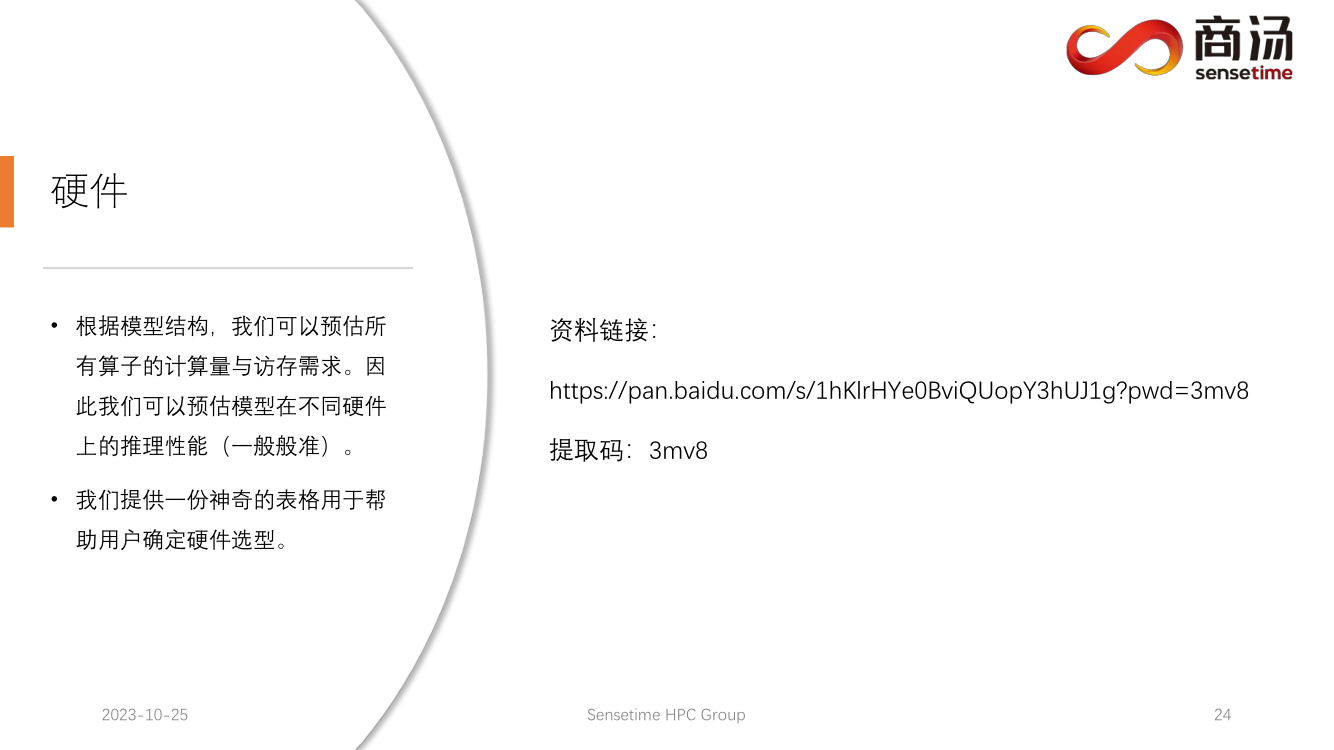 商汤
sensetime
硬件
• 根据模型结构，我们可以预估所
有算子的计算量与访存需求。因
此我们可以预估模型在不同硬件
上的推理性能（一般般准）。
• 我们提供一份神奇的表格用于帮
助用户确定硬件选型。
资料链接：
https://pan.baidu.com/s/1hKlrHYe0BviQUopY3hUJ1g?pwd=3mv8
提取码：3mv8
2023-10-25
Sensetime HPC Group
24